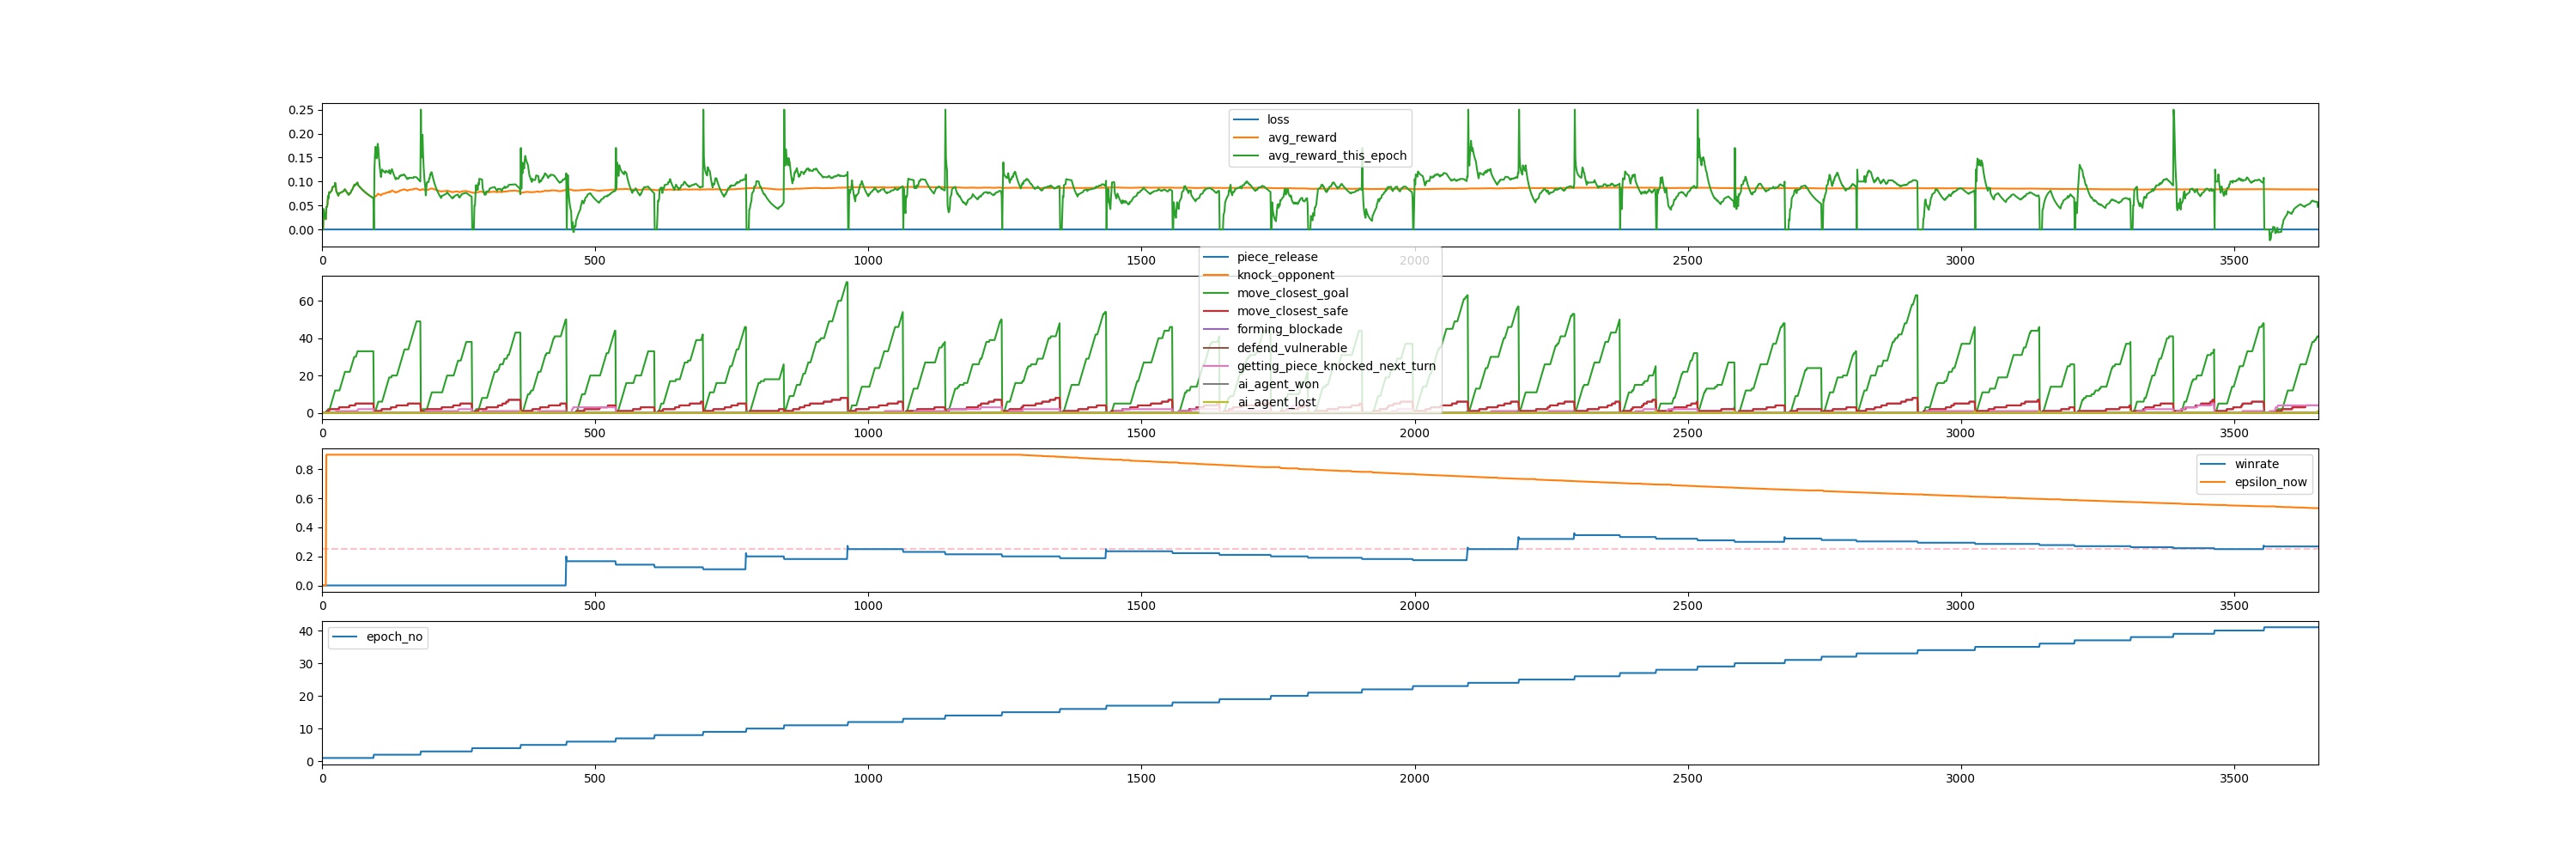 0.25
0.20
0.15
0.10
0.05
0.00
loss
avg_reward
avg_reward_this_epoch
0 500 1000 1500 2000 2500 3000 3500
60
40
20
0
piece_release
knock_opponent
move_closest_goal
move_closest_safe
forming_blockade
defend_vulnerable
getting_piece_knocked_next_turn
ai_agent_won
ai_agent_lost
0 500 1000 1500 2000 2500 3000 3500
0.8
0.6
0.4
0.2
0.0
winrate
epsilon_now
0 500 1000 1500 2000 2500 3000 3500
40
30
20
10
0
epoch_no
0 500 1000 1500 2000 2500 3000 3500